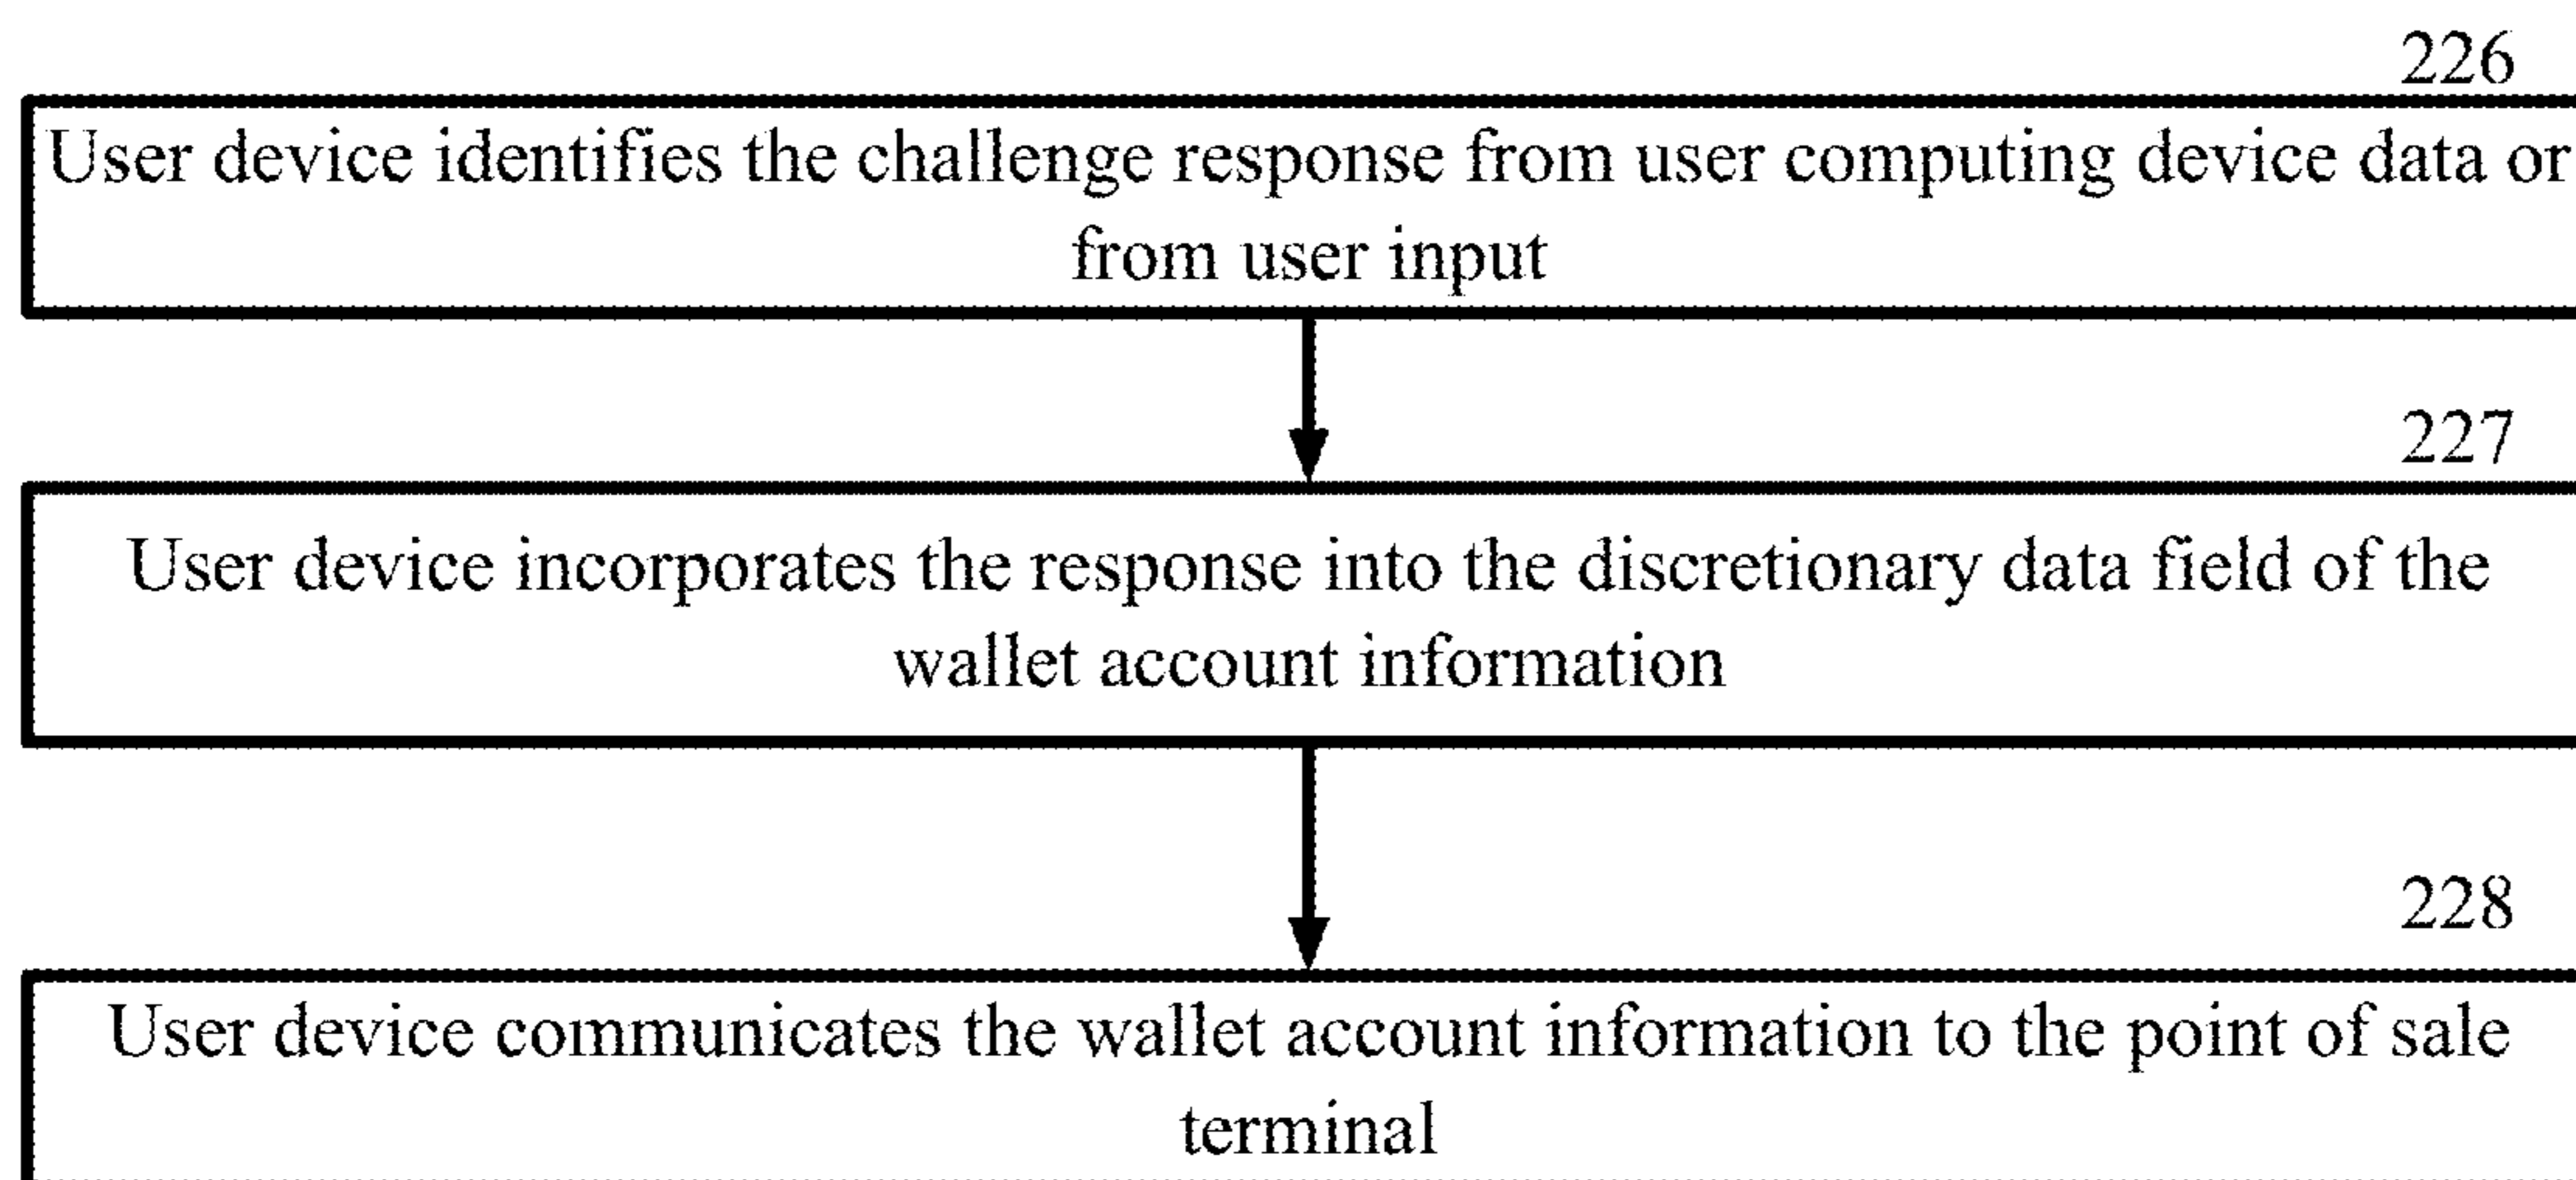 226
User device identifies the challenge response from user computing device data or
from user input
227
User device incorporates the response into the discretionary data field of the
wallet account information
228
User device communicates the wallet account information to the point of sale
terminal